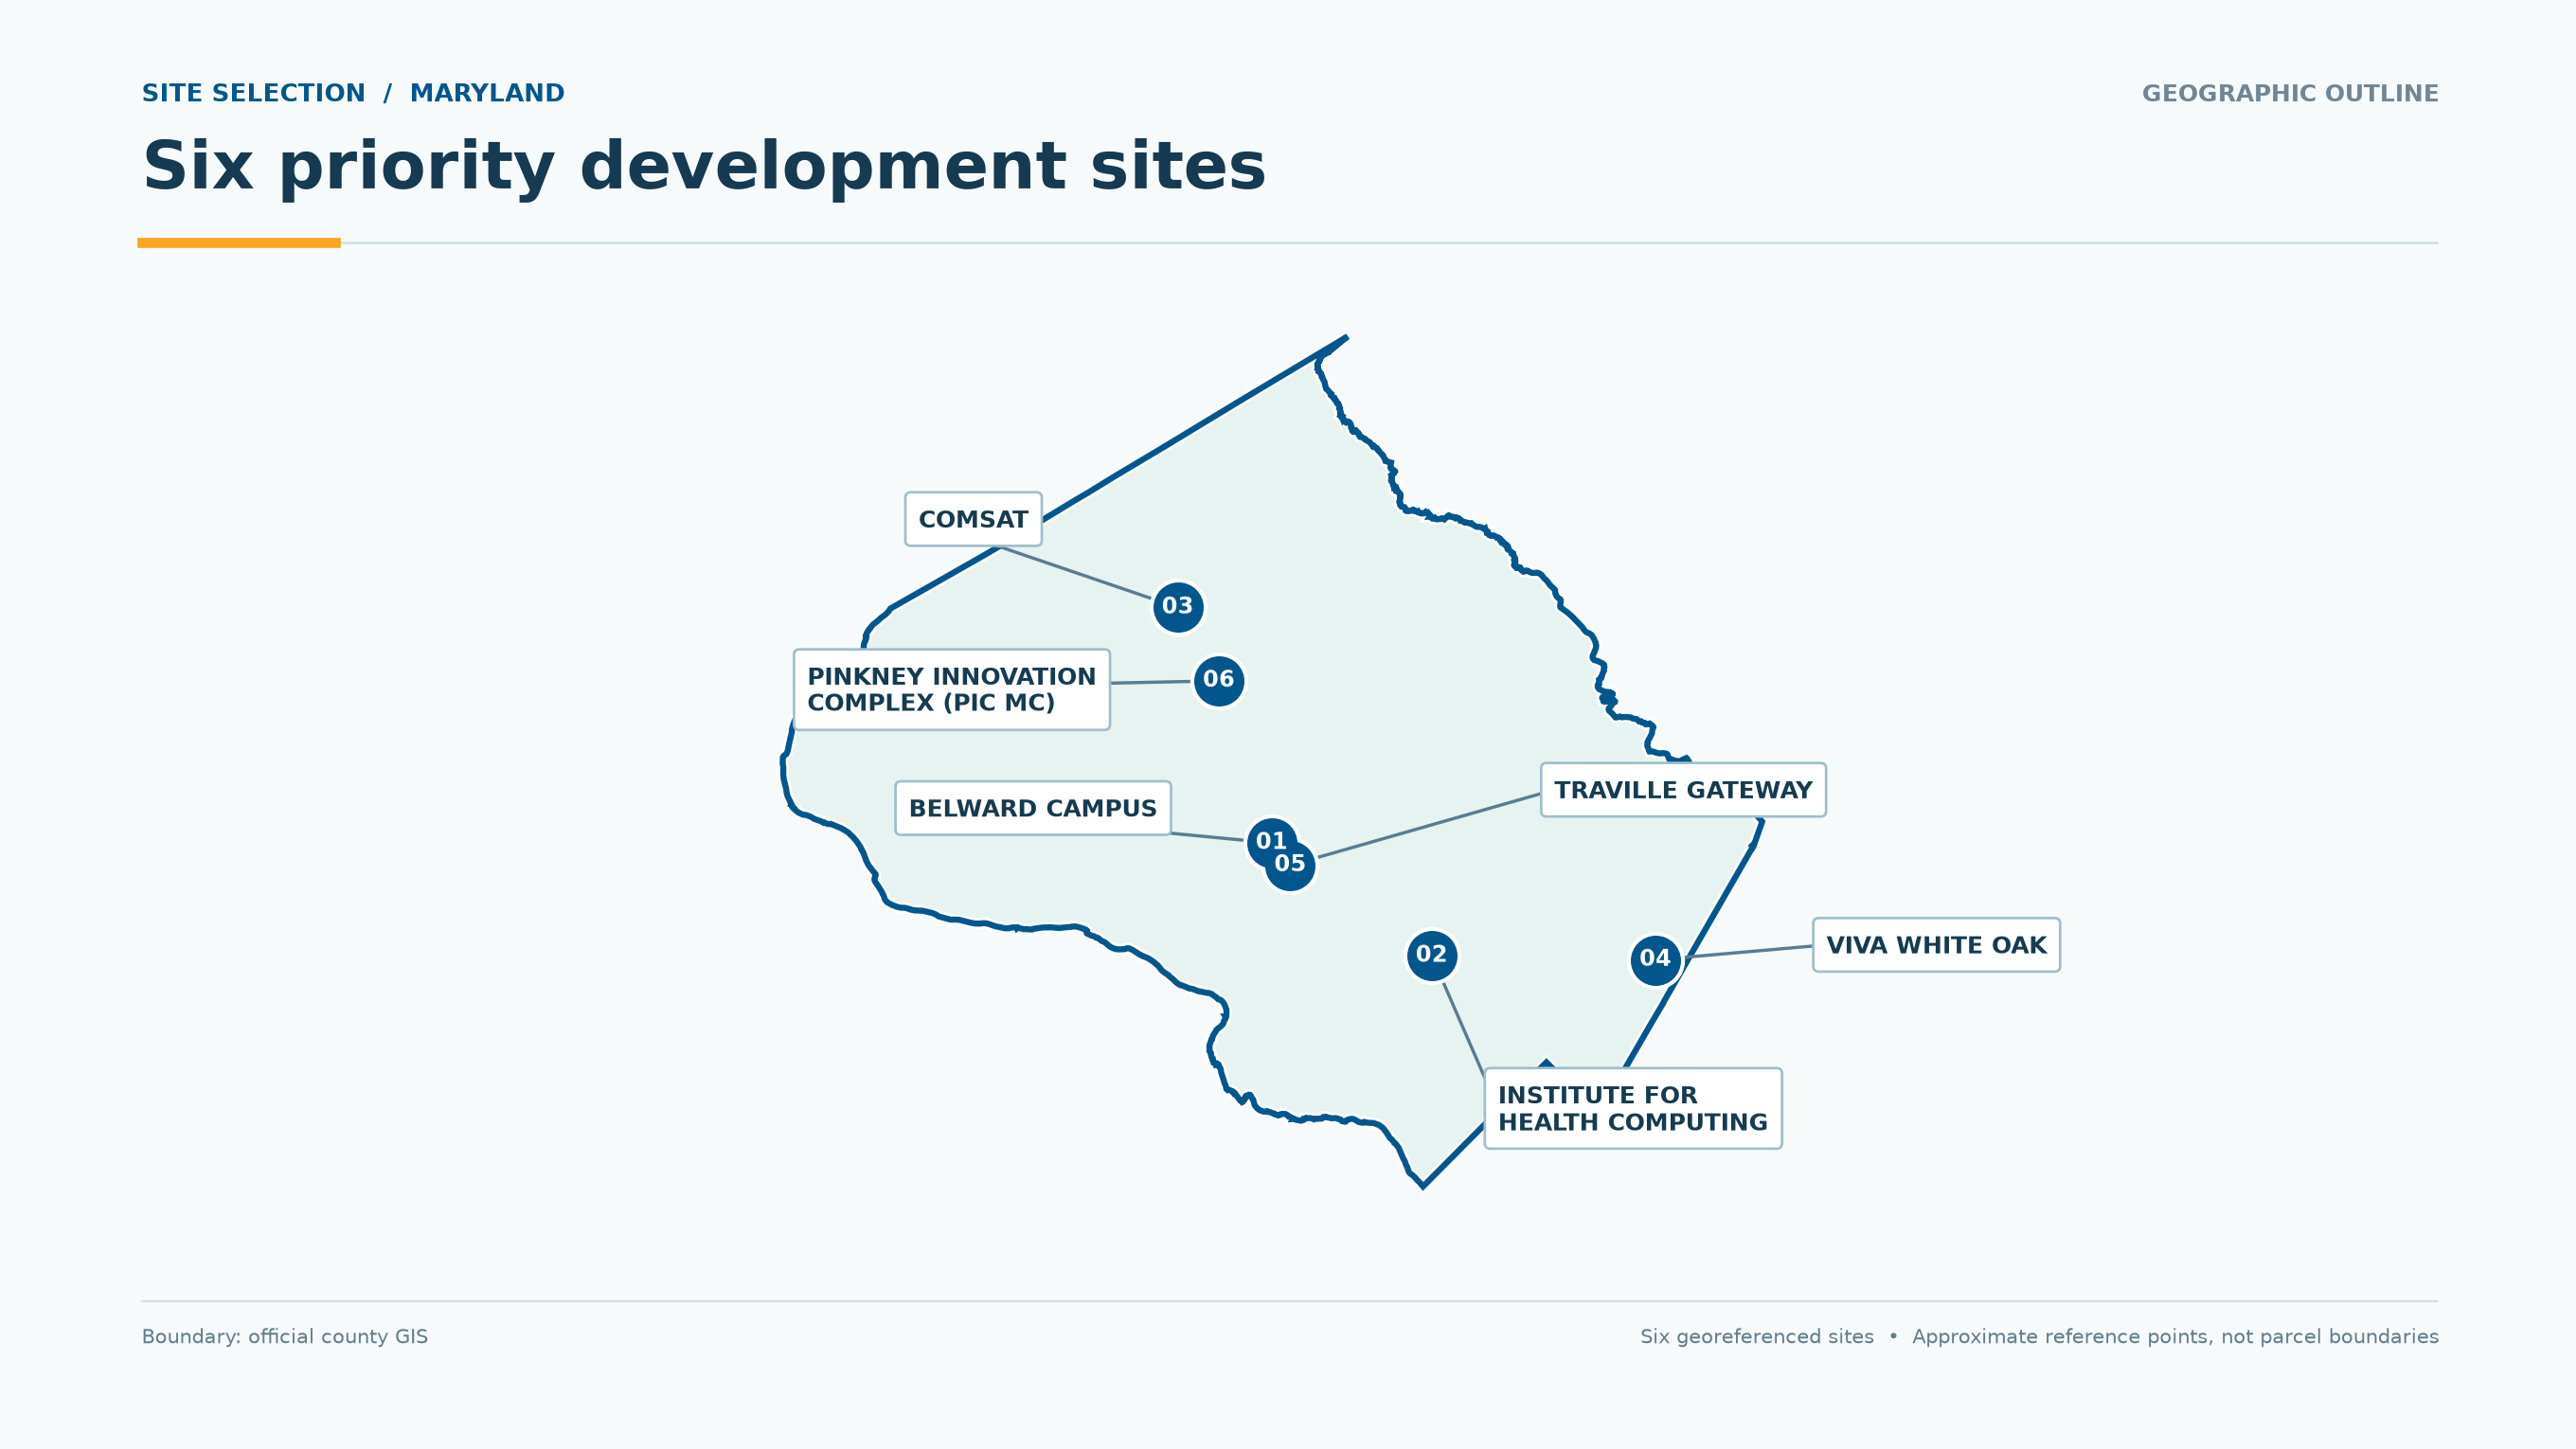 SITE SELECTION / MARYLAND
GEOGRAPHIC OUTLINE
Six priority development sites
COMSAT
03
PINKNEY INNOVATION
COMPLEX (PIC MC)
06
TRAVILLE GATEWAY
BELWARD CAMPUS
01
05
VIVA WHITE OAK
02
04
INSTITUTE FOR
HEALTH COMPUTING
Boundary: official county GIS
Six georeferenced sites • Approximate reference points, not parcel boundaries